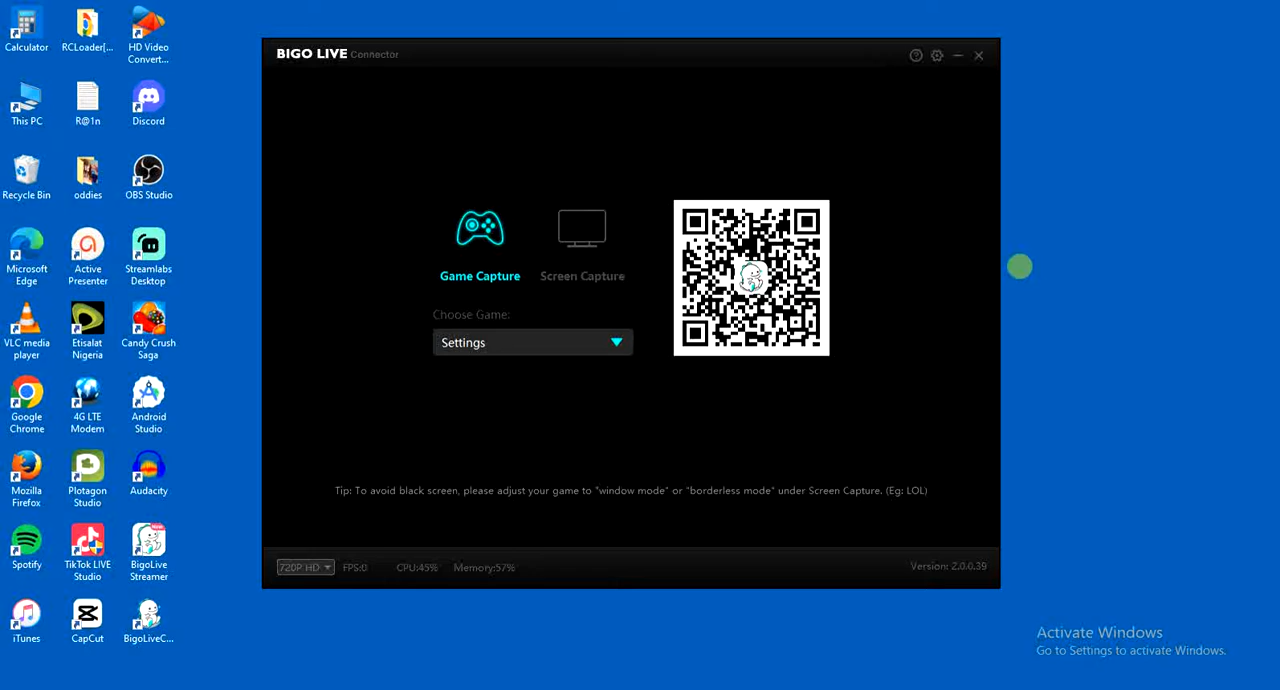 Calculator
RCLoader[...
HD Video
Convert...
This PC
R@1n
Discord
Recycle Bin
oddies
OBS Studio
Microsoft
Edge
Active
Presenter
Streamlabs
Desktop
VLC media
player
Etisalat
Nigeria
Candy Crush
Saga
Google
Chrome
4G LTE
Modem
Android
Studio
Mozilla
Firefox
Plotagon
Studio
Audacity
Spotify
TikTok LIVE
Studio
New
BigoLive
Streamer
iTunes
CapCut
BigoLiveC...
BIGO LIVE Connector
Game Capture
Screen Capture
Choose Game:
Settings
Tip: To avoid black screen, please adjust your game to "window mode" or "borderless mode" under Screen Capture. (Eg: LOL)
720P HD FPS:0 CPU:45% Memory:57% Version: 2.0.0.39
Activate Windows
Go to Settings to activate Windows.